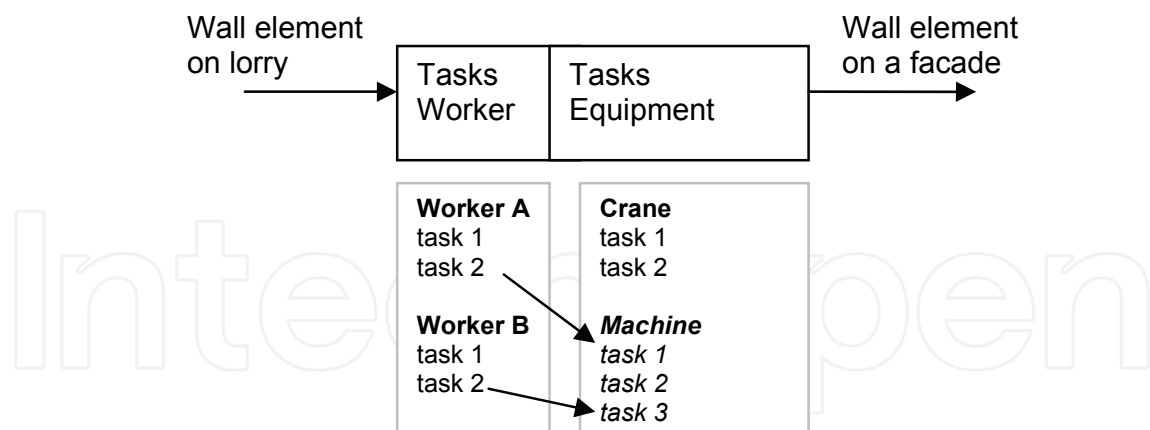 Wall element
on lorry
Wall element
on a facade
Tasks
Worker
Tasks
Equipment
Worker A
task 1
task 2
Worker B
task 1
task 2
Crane
task 1
task 2
Machine
task 1
task 2
task 3